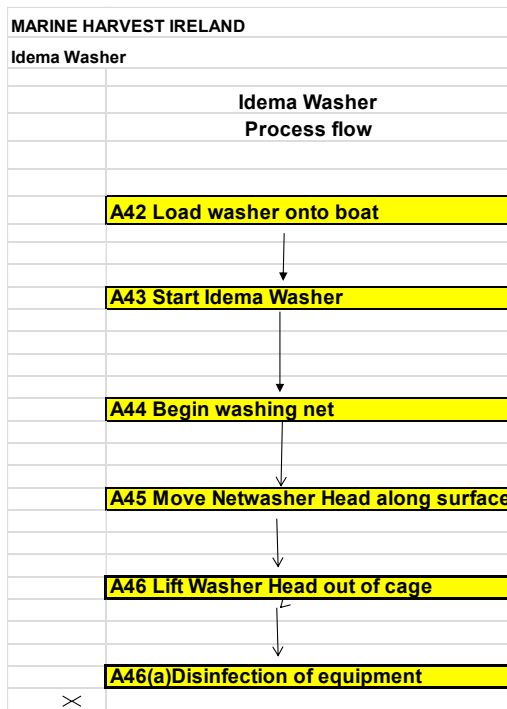 MARINE HARVEST IRELAND
Idema Washer
Idema Washer
Process flow
A42 Load washer onto boat
A43 Start Idema Washer
A44 Begin washing net
A45 Move Netwasher Head along surface
A46 Lift Washer Head out of cage
A46(a)Disinfection of equipment